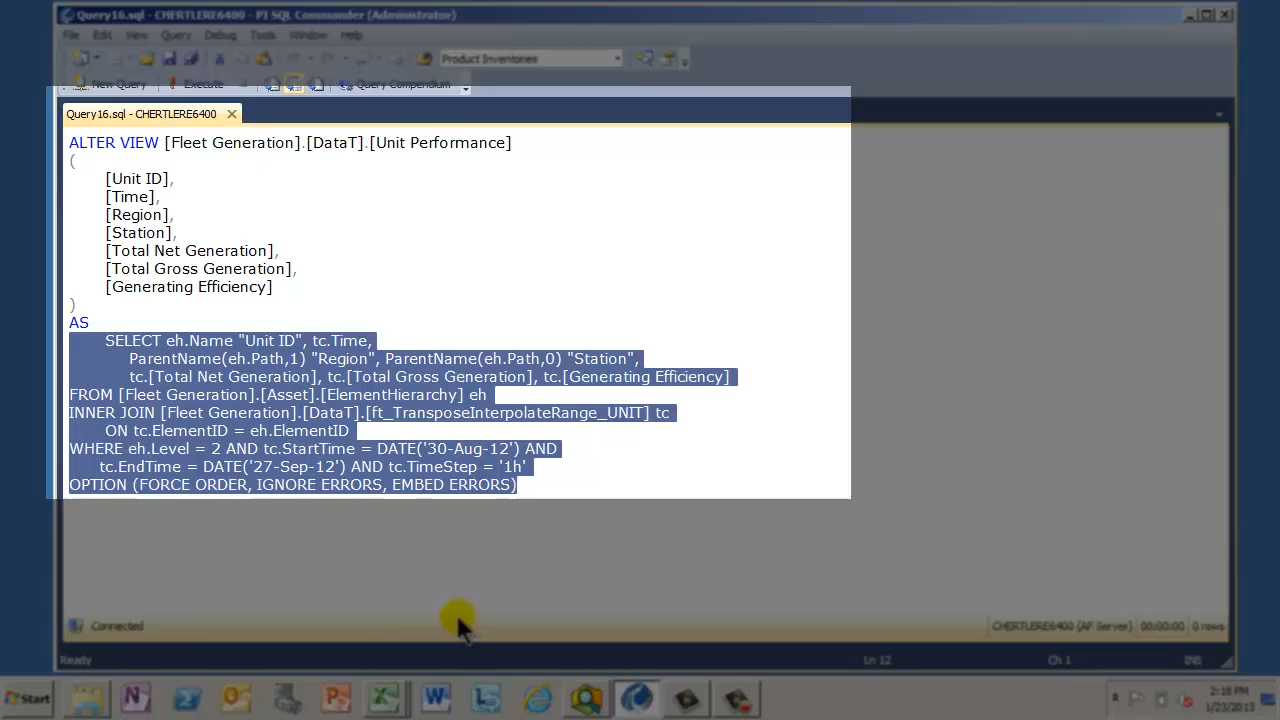 Query16.sql - CHERTLERE6400 - PI SQL Commander (Administrator)
File Edit View Query Debug Tools Window Help
Product Inventories
New Query Execute Query Compendium
Query16.sql - CHERTLERE6400
ALTER VIEW [Fleet Generation].[DataT].[Unit Performance]
(
[Unit ID],
[Time],
[Region],
[Station],
[Total Net Generation],
[Total Gross Generation],
[Generating Efficiency]
)
AS
SELECT eh.Name "Unit ID", tc.Time,
ParentName(eh.Path,1) "Region", ParentName(eh.Path,0) "Station",
tc.[Total Net Generation], tc.[Total Gross Generation], tc.[Generating Efficiency]
FROM [Fleet Generation].[Asset].[ElementHierarchy] eh
INNER JOIN [Fleet Generation].[DataT].[ft_TransposeInterpolateRange_UNIT] tc
ON tc.ElementID = eh.ElementID
WHERE eh.Level = 2 AND tc.StartTime = DATE('30-Aug-12') AND
tc.EndTime = DATE('27-Sep-12') AND tc.TimeStep = '1h'
OPTION (FORCE ORDER, IGNORE ERRORS, EMBED ERRORS)
Connected CHERTLERE6400 (AF Server) 00:00:00 0 rows
Ready Ln 12 Ch 1 INS
Start 2:18 PM
1/23/2013